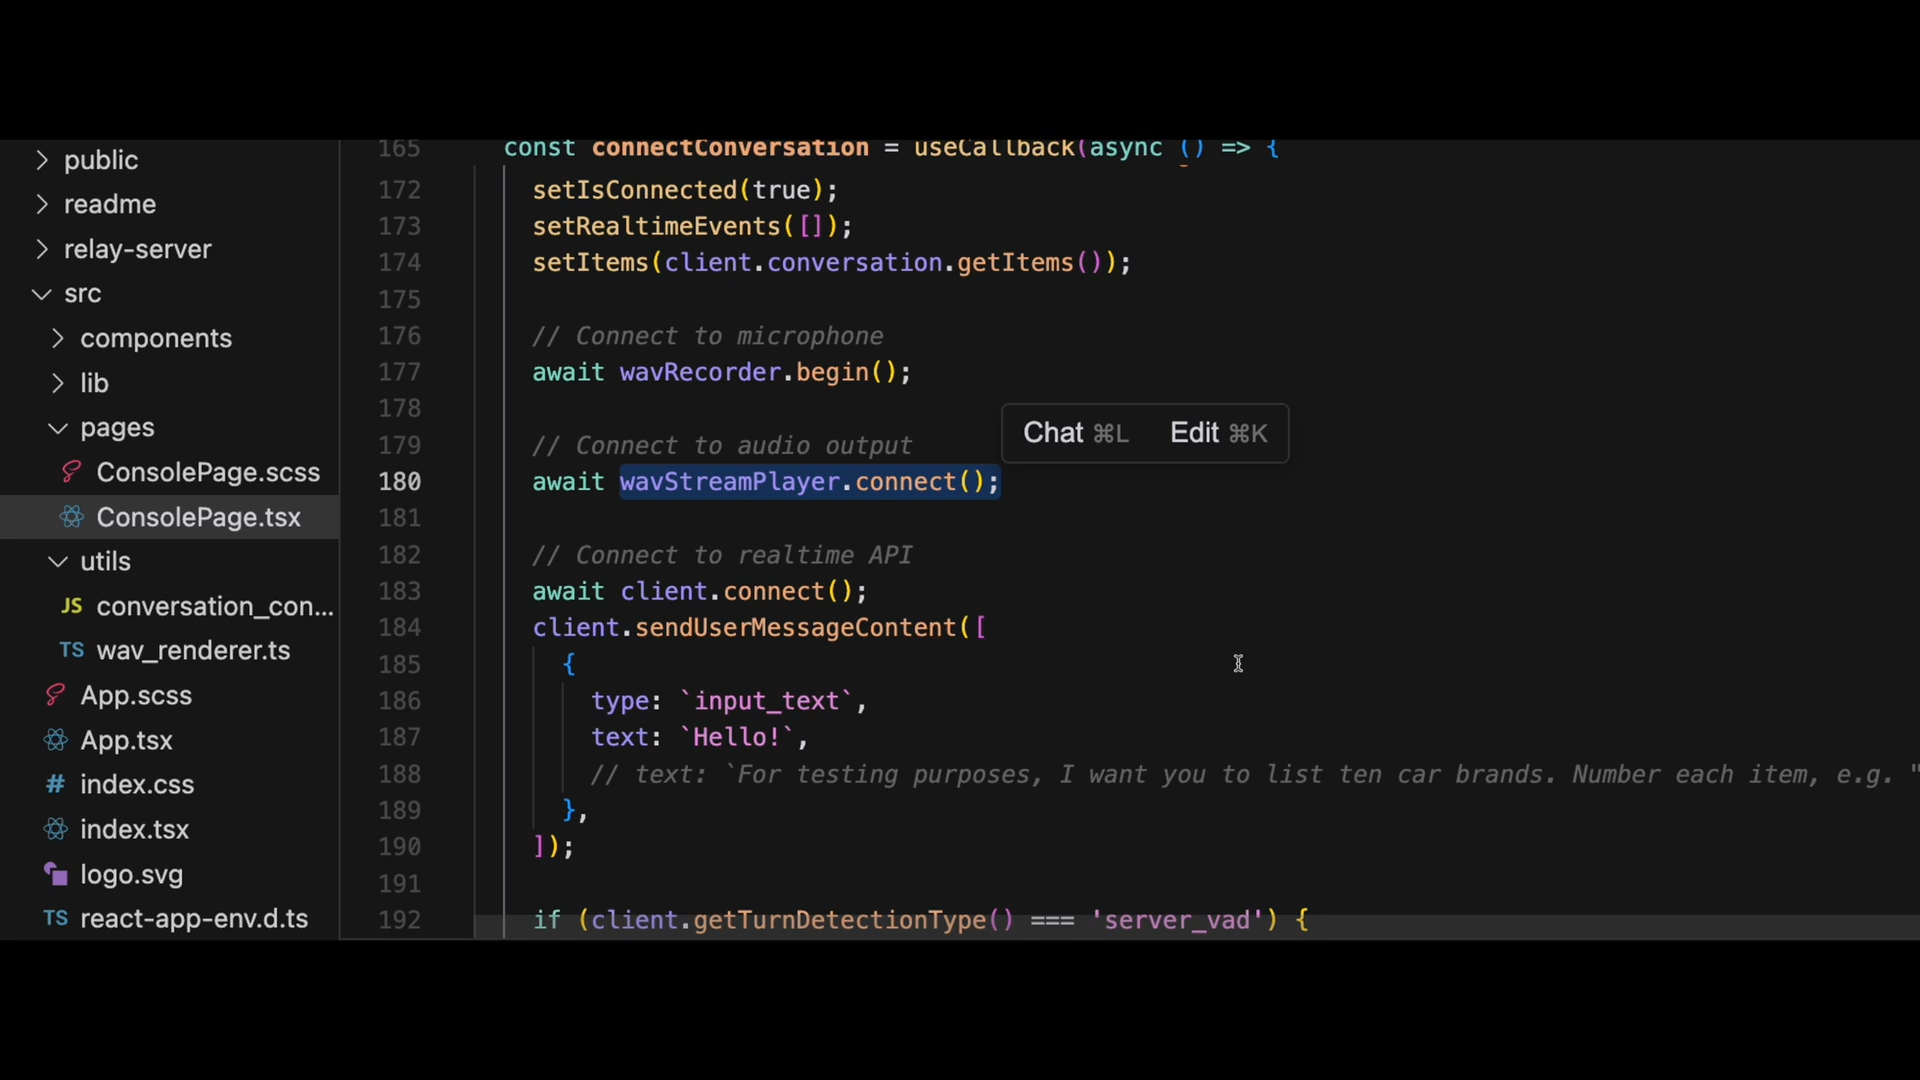 public
readme
relay-server
src
components
lib
pages
ConsolePage.scss
ConsolePage.tsx
utils
JS conversation_con...
TS wav_renderer.ts
App.scss
App.tsx
# index.css
index.tsx
logo.svg
TS react-app-env.d.ts
165 const connectConversation = useCallback(async () => {
172 setIsConnected(true);
173 setRealtimeEvents([]);
174 setItems(client.conversation.getItems());
175
176 // Connect to microphone
177 await wavRecorder.begin();
178
Chat ⌘L Edit ⌘K
179 // Connect to audio output
180 await wavStreamPlayer.connect();
181
182 // Connect to realtime API
183 await client.connect();
184 client.sendUserMessageContent([
185 {
186 type: `input_text`,
187 text: `Hello!`,
188 // text: `For testing purposes, I want you to list ten car brands. Number each item, e.g. "
189 },
190 ]);
191
192 if (client.getTurnDetectionType() === 'server_vad') {